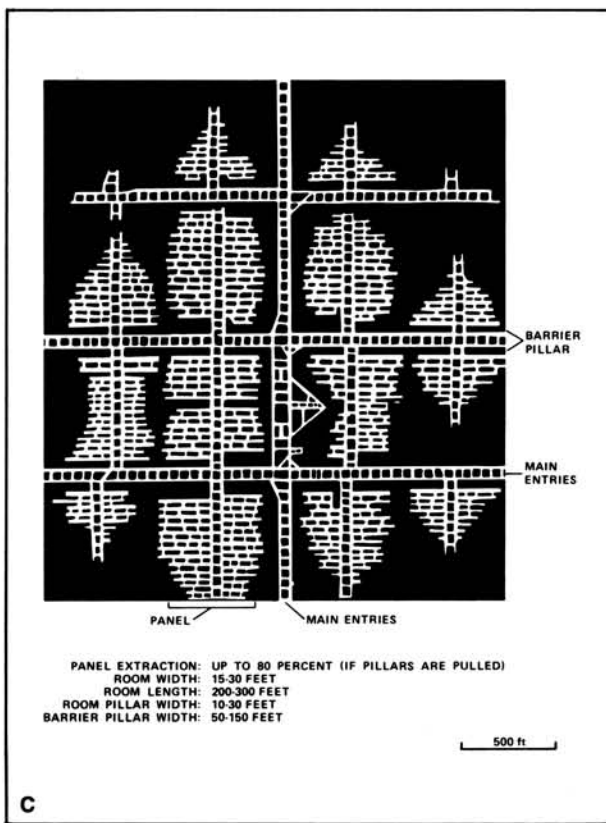 BARRIER
PILLAR
MAIN
ENTRIES
PANEL
MAIN ENTRIES
PANEL EXTRACTION: UP TO 80 PERCENT (IF PILLARS ARE PULLED)
ROOM WIDTH: 15-30 FEET
ROOM LENGTH: 200-300 FEET
ROOM PILLAR WIDTH: 10-30 FEET
BARRIER PILLAR WIDTH: 50-150 FEET
500 ft
C